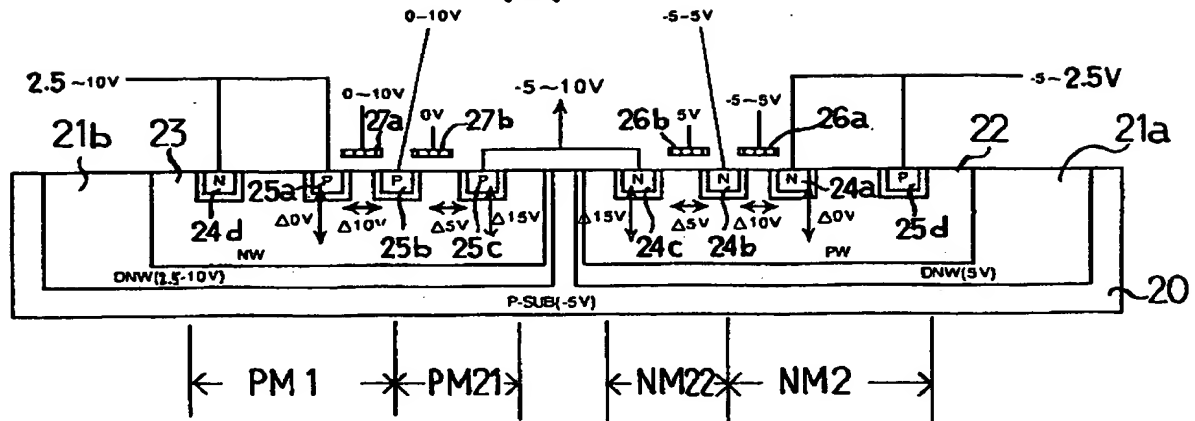 0-10V -5-5V
2.5~10V 0~10V 0V -5~10V 5V -5~5V -5~2.5V
21b 23 27a 27b 26b 26a 22 21a
N P P P N N N P
25a 24a
24d Δ0V Δ10V 25b Δ5V 25c Δ15V Δ15V 24c Δ5V 24b Δ10V Δ0V 25d
NW PW
DNW(2.5-10V) DNW(5V)
P-SUB(-5V) 20
PM1 PM21 NM22 NM2